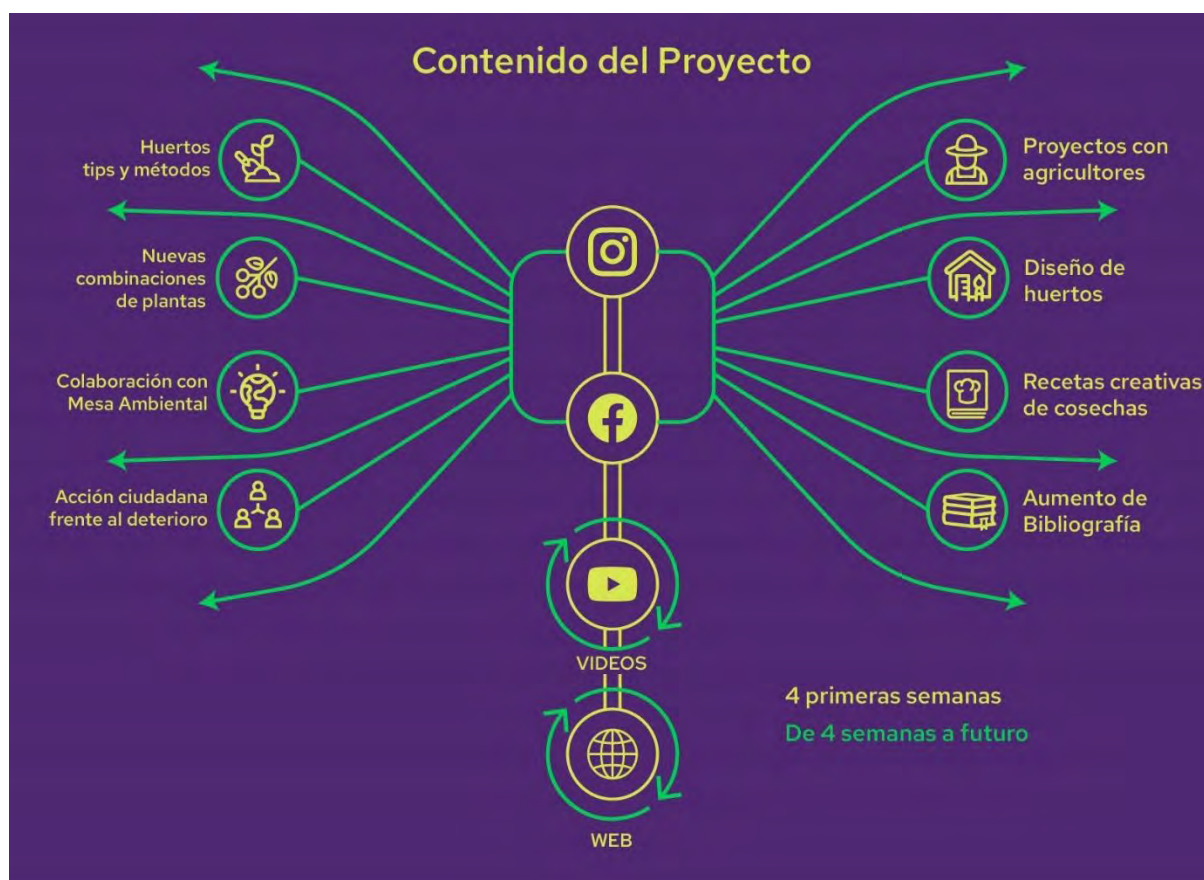 Contenido del Proyecto
Huertos
tips y métodos
Nuevas
combinaciones
de plantas
Colaboración con
Mesa Ambiental
Acción ciudadana
frente al deterioro
Proyectos con
agricultores
Diseño de
huertos
Recetas creativas
de cosechas
Aumento de
Bibliografía
VIDEOS
WEB
4 primeras semanas
De 4 semanas a futuro